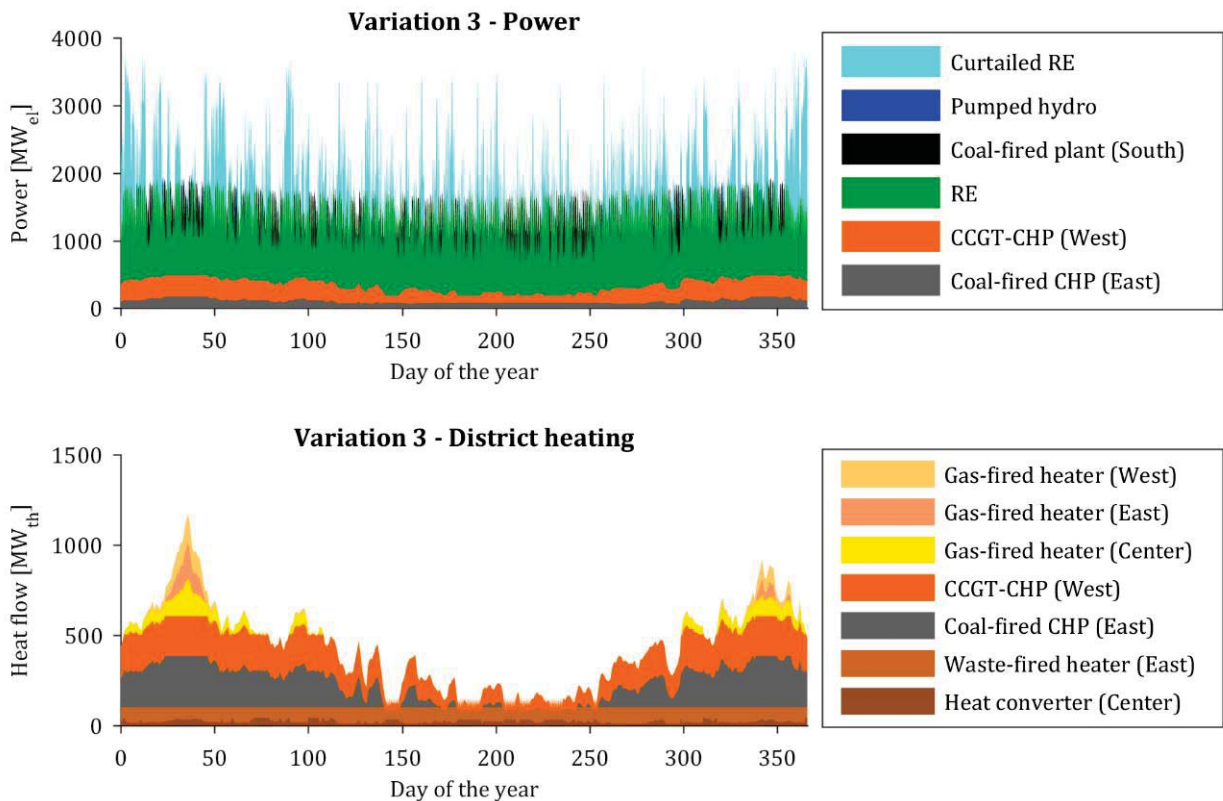 Variation 3 - Power
Power [MW_el]
4000
3000
2000
1000
0
0 50 100 150 200 250 300 350
Day of the year
Curtailed RE
Pumped hydro
Coal-fired plant (South)
RE
CCGT-CHP (West)
Coal-fired CHP (East)
Variation 3 - District heating
Heat flow [MW_th]
1500
1000
500
0
0 50 100 150 200 250 300 350
Day of the year
Gas-fired heater (West)
Gas-fired heater (East)
Gas-fired heater (Center)
CCGT-CHP (West)
Coal-fired CHP (East)
Waste-fired heater (East)
Heat converter (Center)